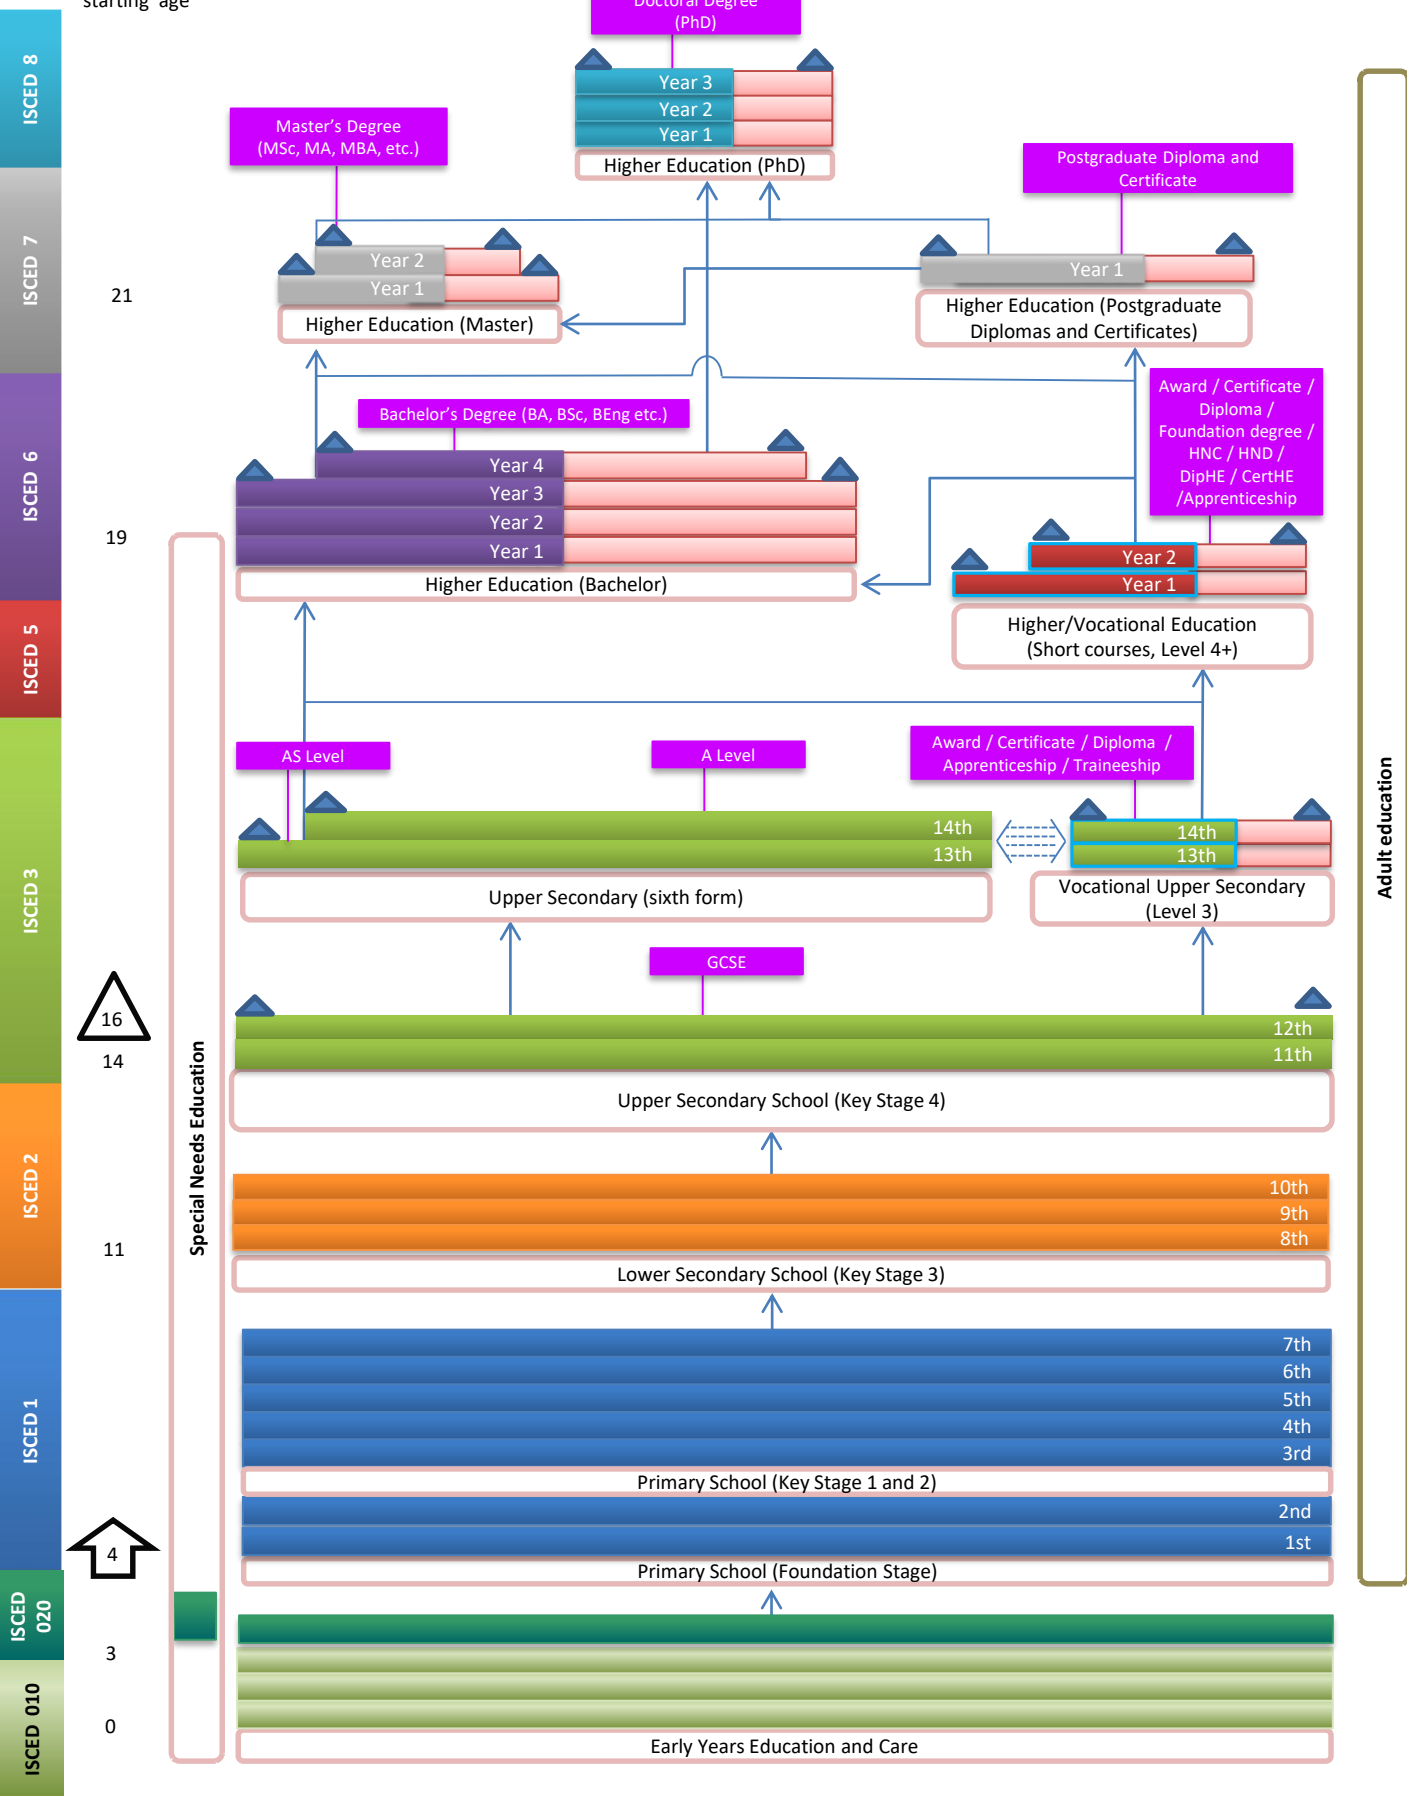 starting age
Doctoral Degree
(PhD)
ISCED 8
Year 3
Year 2
Year 1
Higher Education (PhD)
Master's Degree
(MSc, MA, MBA, etc.)
Postgraduate Diploma and
Certificate
ISCED 7
21
Year 2
Year 1
Higher Education (Master)
Year 1
Higher Education (Postgraduate
Diplomas and Certificates)
ISCED 6
19
Bachelor's Degree (BA, BSc, BEng etc.)
Year 4
Year 3
Year 2
Year 1
Higher Education (Bachelor)
Award / Certificate /
Diploma /
Foundation degree /
HNC / HND /
DipHE / CertHE
/Apprenticeship
Year 2
Year 1
Higher/Vocational Education
(Short courses, Level 4+)
ISCED 5
AS Level
A Level
Award / Certificate / Diploma /
Apprenticeship / Traineeship
ISCED 3
14th
13th
Upper Secondary (sixth form)
14th
13th
Vocational Upper Secondary
(Level 3)
Adult education
GCSE
16
14
12th
11th
Upper Secondary School (Key Stage 4)
Special Needs Education
ISCED 2
11
10th
9th
8th
Lower Secondary School (Key Stage 3)
ISCED 1
7th
6th
5th
4th
3rd
Primary School (Key Stage 1 and 2)
2nd
1st
4
Primary School (Foundation Stage)
ISCED
020
3
ISCED 010
0
Early Years Education and Care